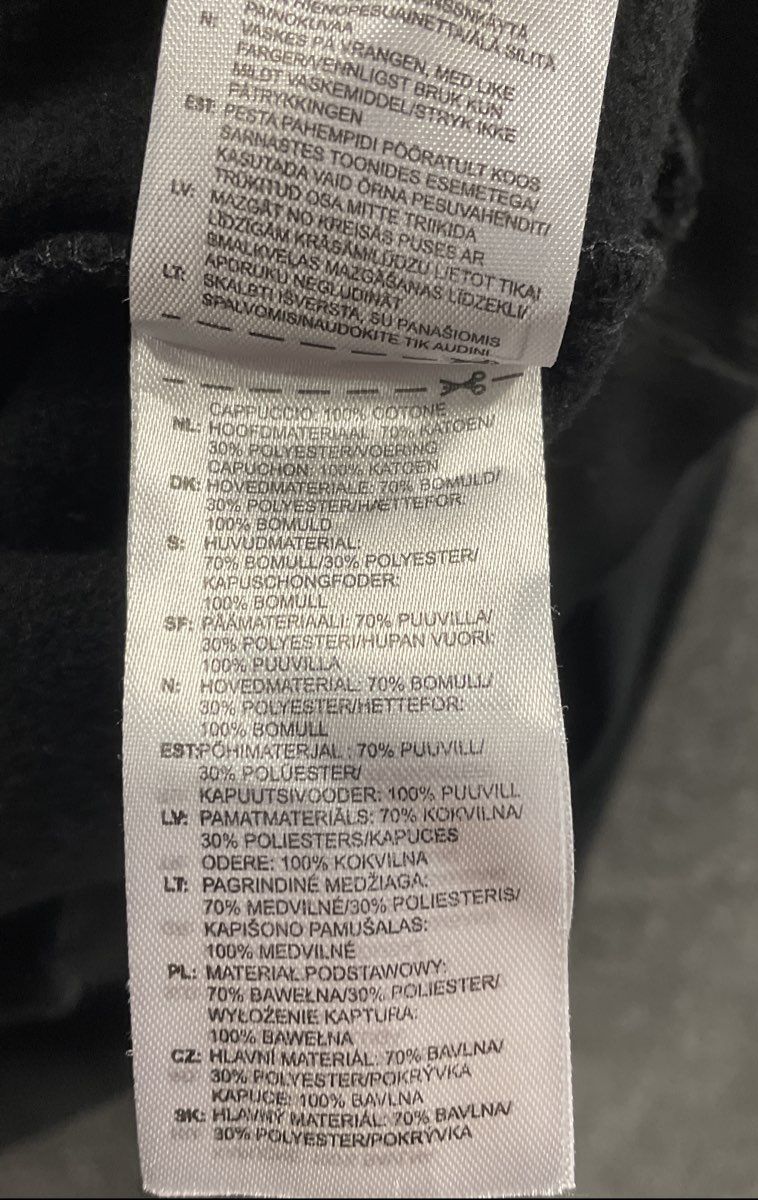 PAINOKUVAA
N: VASKES PÅ VRANGEN, MED LIKE
FARGER/VENNLIGST BRUK KUN
MILDT VASKEMIDDEL/STRYK IKKE
PÅ TRYKKINGEN
EST: PESTA PAHEMPIDI PÖÖRATULT KOOS
SARNASTES TOONIDES ESEMETEGA/
KASUTADA VAID ÕRNA PESUVAHENDIT/
TRÜKITUD OSA MITTE TRIIKIDA
LV: MAZGĀT NO KREISĀS PUSES AR
LĪDZĪGĀM KRĀSĀM/LŪDZU LIETOT TIKAI
SMALKVEĻAS MAZGĀŠANAS LĪDZEKLI/
APDRUKU NEGLUDINĀT
LT: SKALBTI IŠVERSTĄ, SU PANAŠIOMIS
SPALVOMIS/NAUDOKITE TIK AUDINI
CAPPUCCIO: 100% COTONE
NL: HOOFDMATERIAAL: 70% KATOEN/
30% POLYESTER/VOERING
CAPUCHON: 100% KATOEN
DK: HOVEDMATERIALE: 70% BOMULD/
30% POLYESTER/HÆTTEFOR:
100% BOMULD
S: HUVUDMATERIAL:
70% BOMULL/30% POLYESTER/
KAPUSCHONGFODER:
100% BOMULL
SF: PÄÄMATERIAALI: 70% PUUVILLA/
30% POLYESTERI/HUPAN VUORI:
100% PUUVILLA
N: HOVEDMATERIAL: 70% BOMULL/
30% POLYESTER/HETTEFOR:
100% BOMULL
EST: PÕHIMATERJAL : 70% PUUVILL/
30% POLÜESTER/
KAPUUTSIVOODER: 100% PUUVILL
LV: PAMATMATERIĀLS: 70% KOKVILNA/
30% POLIESTERS/KAPUCES
ODERE: 100% KOKVILNA
LT: PAGRINDINĖ MEDŽIAGA:
70% MEDVILNĖ/30% POLIESTERIS/
KAPIŠONO PAMUŠALAS:
100% MEDVILNĖ
PL: MATERIAŁ PODSTAWOWY:
70% BAWEŁNA/30% POLIESTER/
WYŁOŻENIE KAPTURA:
100% BAWEŁNA
CZ: HLAVNÍ MATERIÁL: 70% BAVLNA/
30% POLYESTER/POKRÝVKA
KAPUCE: 100% BAVLNA
SK: HLAVNÝ MATERIÁL: 70% BAVLNA/
30% POLYESTER/POKRÝVKA